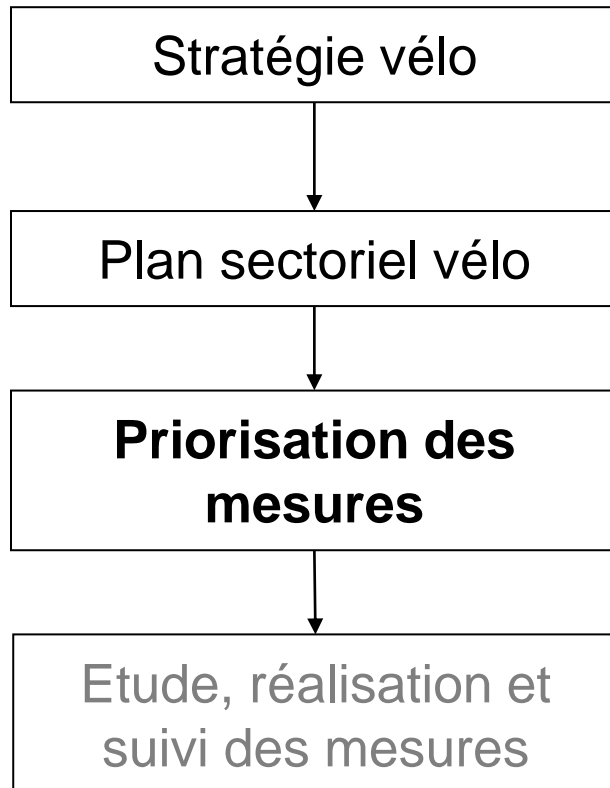 Stratégie vélo
Plan sectoriel vélo
Priorisation des
mesures
Etude, réalisation et
suivi des mesures